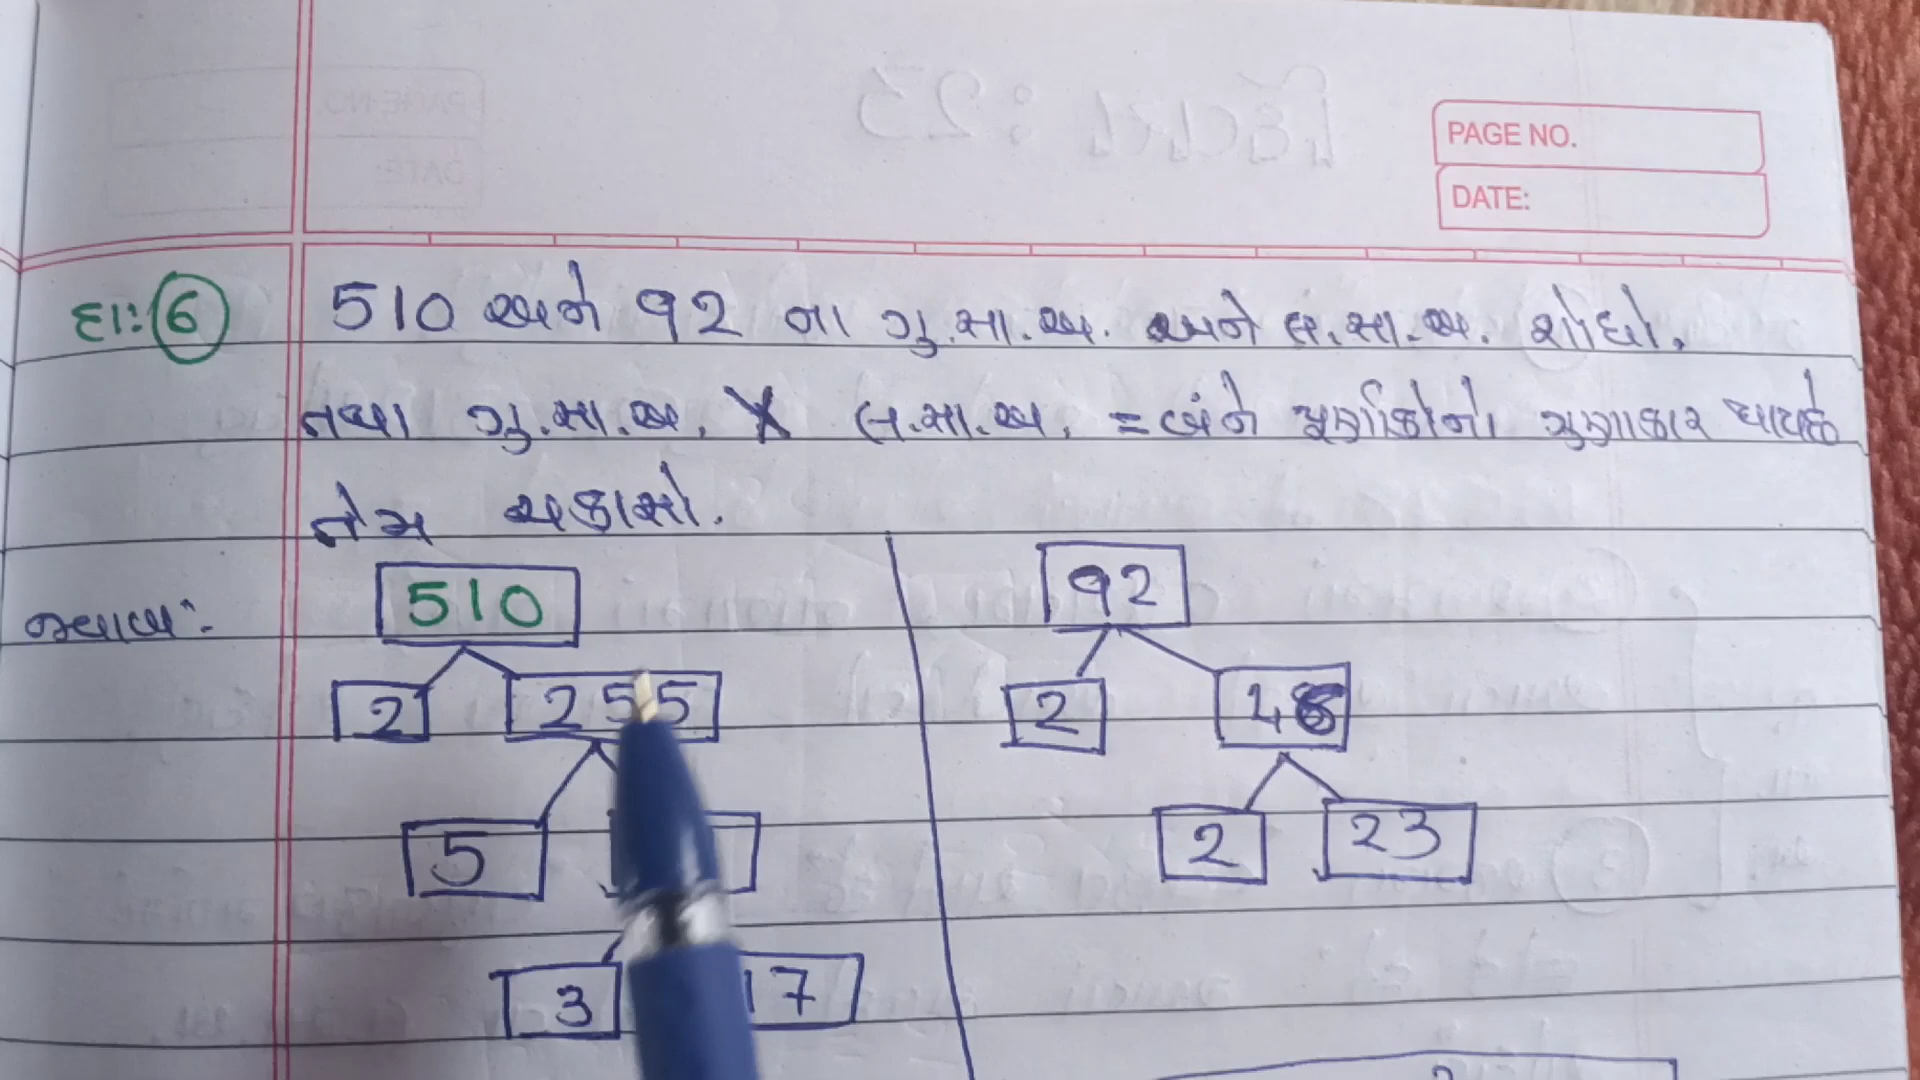 PAGE NO.
DATE:
દાઃ 6 510 અને 92 ના ગુ.સા.અ. અને લ.સા.અ. શોધો.
તથા ગુ.સા.અ. X લ.સા.અ. = બંને પૂર્ણાંકોનો ગુણાકાર થાય છે
તેમ ચકાસો.
જવાબ:- 510 92
2 255 2 46
5 2 23
3 17